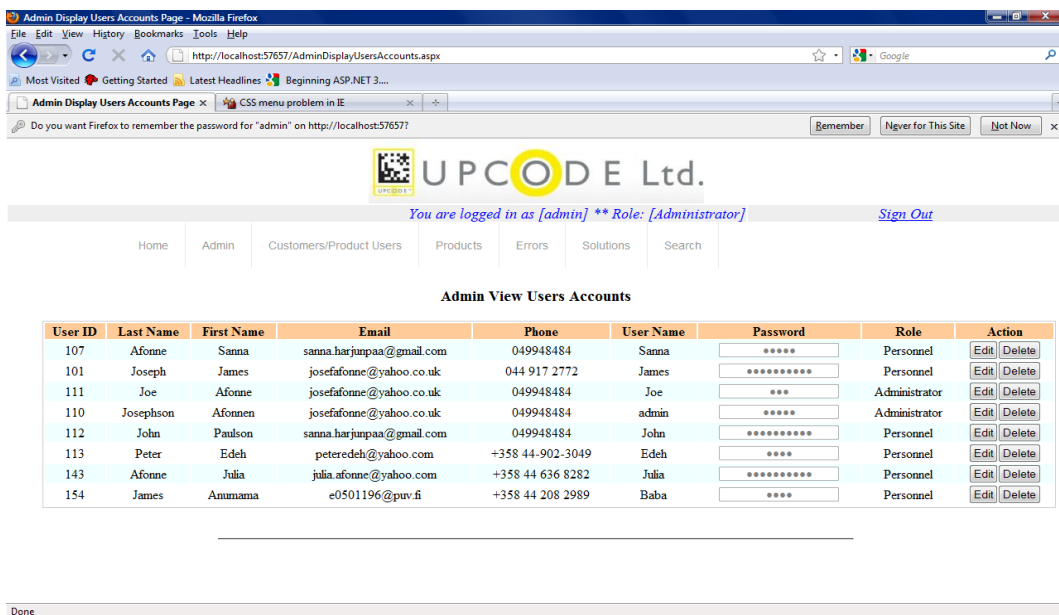 Admin Display Users Accounts Page - Mozilla Firefox
File Edit View History Bookmarks Tools Help
http://localhost:57657/AdminDisplayUsersAccounts.aspx Google
Most Visited Getting Started Latest Headlines Beginning ASP.NET 3....
Admin Display Users Accounts Page CSS menu problem in IE
Do you want Firefox to remember the password for "admin" on http://localhost:57657? Remember Never for This Site Not Now
UPCODE UPCODE Ltd.
You are logged in as [admin] ** Role: [Administrator] Sign Out
Home Admin Customers/Product Users Products Errors Solutions Search
Admin View Users Accounts
User ID Last Name First Name Email Phone User Name Password Role Action
107 Afonne Sanna sanna.harjunpaa@gmail.com 049948484 Sanna ••••• Personnel Edit Delete
101 Joseph James josefafonne@yahoo.co.uk 044 917 2772 James •••••••••• Personnel Edit Delete
111 Joe Afonne josefafonne@yahoo.co.uk 049948484 Joe ••• Administrator Edit Delete
110 Josephson Afonnen josefafonne@yahoo.co.uk 049948484 admin ••••• Administrator Edit Delete
112 John Paulson sanna.harjunpaa@gmail.com 049948484 John •••••••••• Personnel Edit Delete
113 Peter Edeh peteredeh@yahoo.com +358 44-902-3049 Edeh •••• Personnel Edit Delete
143 Afonne Julia julia.afonne@yahoo.com +358 44 636 8282 Julia •••••••••• Personnel Edit Delete
154 James Anumama e0501196@puv.fi +358 44 208 2989 Baba •••• Personnel Edit Delete
Done